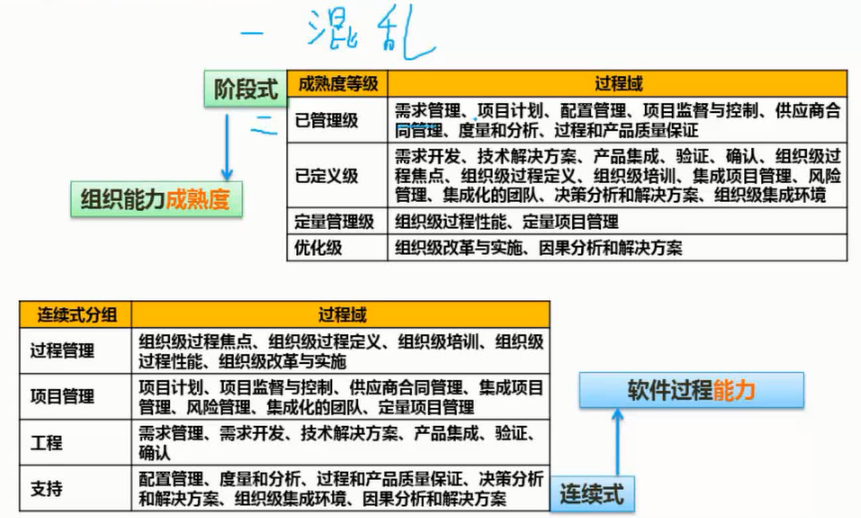 一 混乱
阶段式
二
组织能力成熟度
成熟度等级 过程域
已管理级 需求管理、项目计划、配置管理、项目监督与控制、供应商合
同管理、度量和分析、过程和产品质量保证
已定义级 需求开发、技术解决方案、产品集成、验证、确认、组织级过
程焦点、组织级过程定义、组织级培训、集成项目管理、风险
管理、集成化的团队、决策分析和解决方案、组织级集成环境
定量管理级 组织级过程性能、定量项目管理
优化级 组织级改革与实施、因果分析和解决方案
连续式分组 过程域
过程管理 组织级过程焦点、组织级过程定义、组织级培训、组织级
过程性能、组织级改革与实施
项目管理 项目计划、项目监督与控制、供应商合同管理、集成项目
管理、风险管理、集成化的团队、定量项目管理
工程 需求管理、需求开发、技术解决方案、产品集成、验证、
确认
支持 配置管理、度量和分析、过程和产品质量保证、决策分析
和解决方案、组织级集成环境、因果分析和解决方案
软件过程能力
连续式